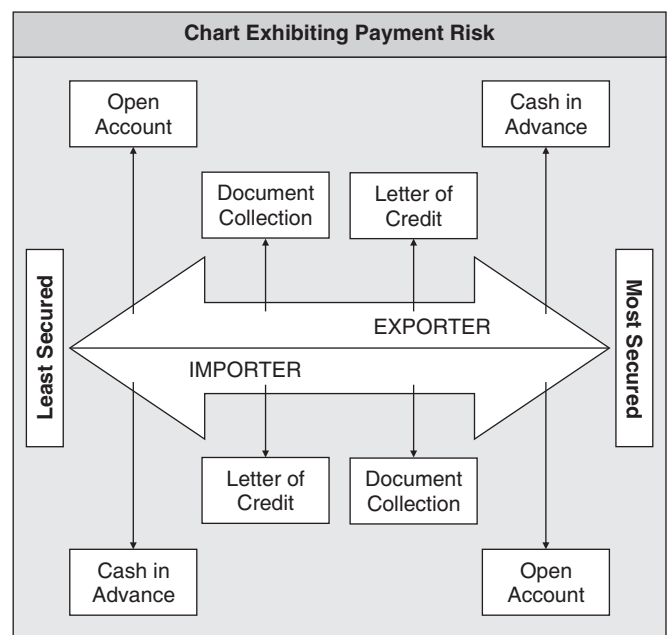 Chart Exhibiting Payment Risk
Open
Account
Cash in
Advance
Document
Collection
Letter of
Credit
Least Secured
Most Secured
EXPORTER
IMPORTER
Letter of
Credit
Document
Collection
Cash in
Advance
Open
Account